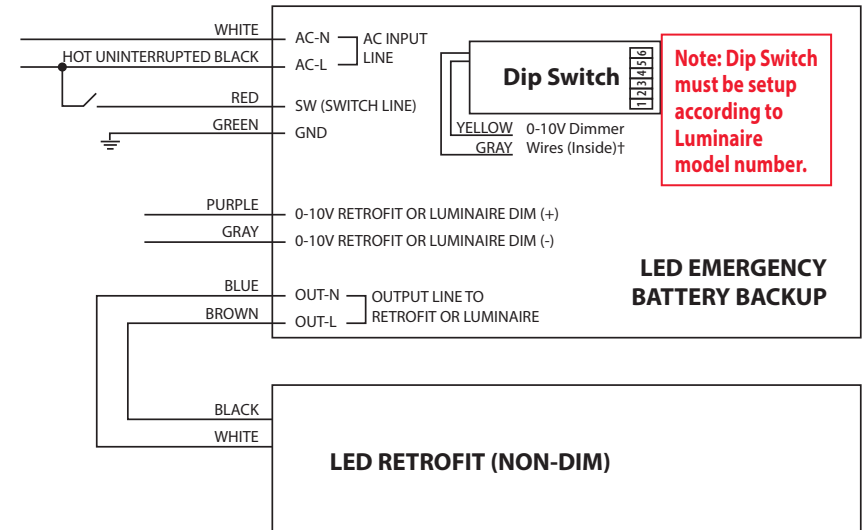 WHITE
AC-N
AC INPUT
LINE
HOT UNINTERRUPTED BLACK
AC-L
RED
SW (SWITCH LINE)
GREEN
GND
Dip Switch
1 2 3 4 5 6
YELLOW 0-10V Dimmer
GRAY Wires (Inside)†
Note: Dip Switch
must be setup
according to
Luminaire
model number.
PURPLE
0-10V RETROFIT OR LUMINAIRE DIM (+)
GRAY
0-10V RETROFIT OR LUMINAIRE DIM (-)
LED EMERGENCY
BATTERY BACKUP
BLUE
OUT-N
OUTPUT LINE TO
RETROFIT OR LUMINAIRE
BROWN
OUT-L
BLACK
WHITE
LED RETROFIT (NON-DIM)